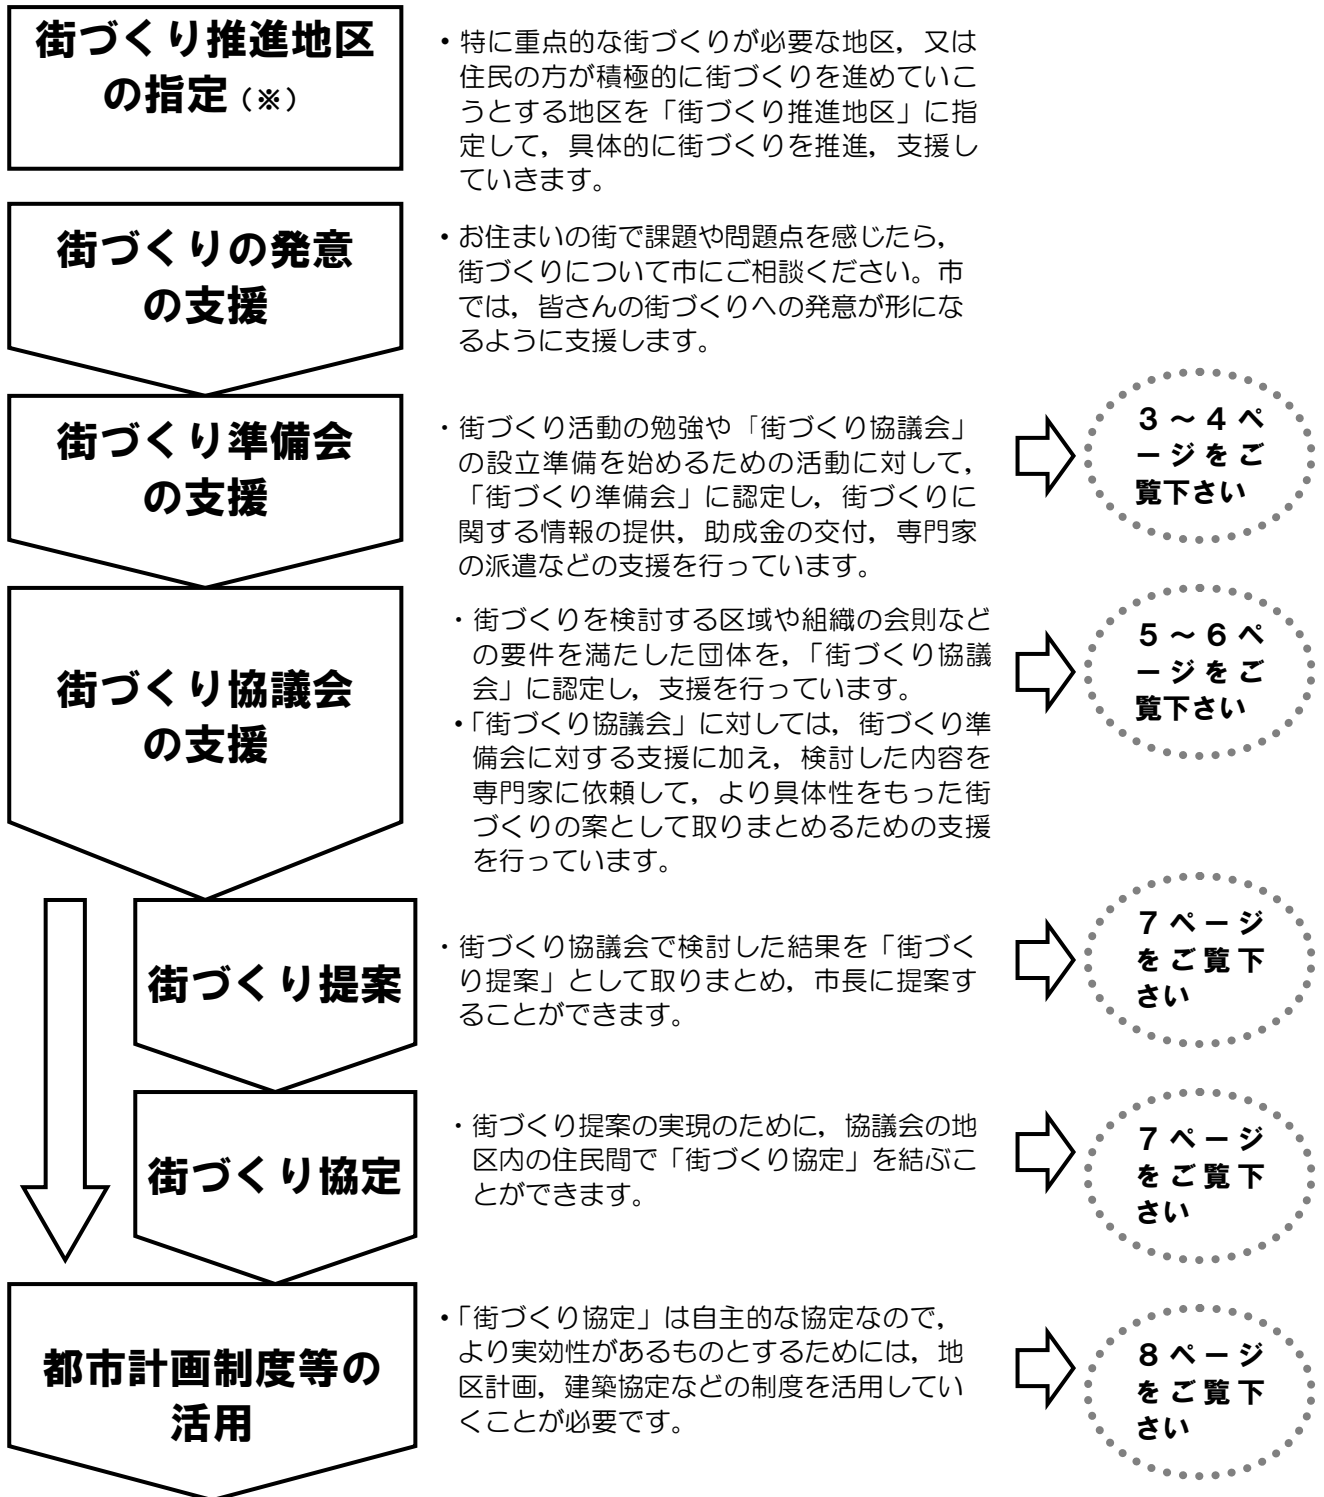 街づくり推進地区
の指定（※）
・特に重点的な街づくりが必要な地区，又は
住民の方が積極的に街づくりを進めていこ
うとする地区を「街づくり推進地区」に指
定して，具体的に街づくりを推進，支援し
ていきます。
街づくりの発意
の支援
・お住まいの街で課題や問題点を感じたら，
街づくりについて市にご相談ください。市
では，皆さんの街づくりへの発意が形にな
るように支援します。
街づくり準備会
の支援
・街づくり活動の勉強や「街づくり協議会」
の設立準備を始めるための活動に対して，
「街づくり準備会」に認定し，街づくりに
関する情報の提供，助成金の交付，専門家
の派遣などの支援を行っています。
３～４ペ
ージをご
覧下さい
街づくり協議会
の支援
・街づくりを検討する区域や組織の会則など
の要件を満たした団体を，「街づくり協議
会」に認定し，支援を行っています。
・「街づくり協議会」に対しては，街づくり準
備会に対する支援に加え，検討した内容を
専門家に依頼して，より具体性をもった街
づくりの案として取りまとめるための支援
を行っています。
５～６ペ
ージをご
覧下さい
街づくり提案
・街づくり協議会で検討した結果を「街づく
り提案」として取りまとめ，市長に提案す
ることができます。
７ページ
をご覧下
さい
街づくり協定
・街づくり提案の実現のために，協議会の地
区内の住民間で「街づくり協定」を結ぶこ
とができます。
７ページ
をご覧下
さい
都市計画制度等の
活用
・「街づくり協定」は自主的な協定なので，
より実効性があるものとするためには，地
区計画，建築協定などの制度を活用してい
くことが必要です。
８ページ
をご覧下
さい